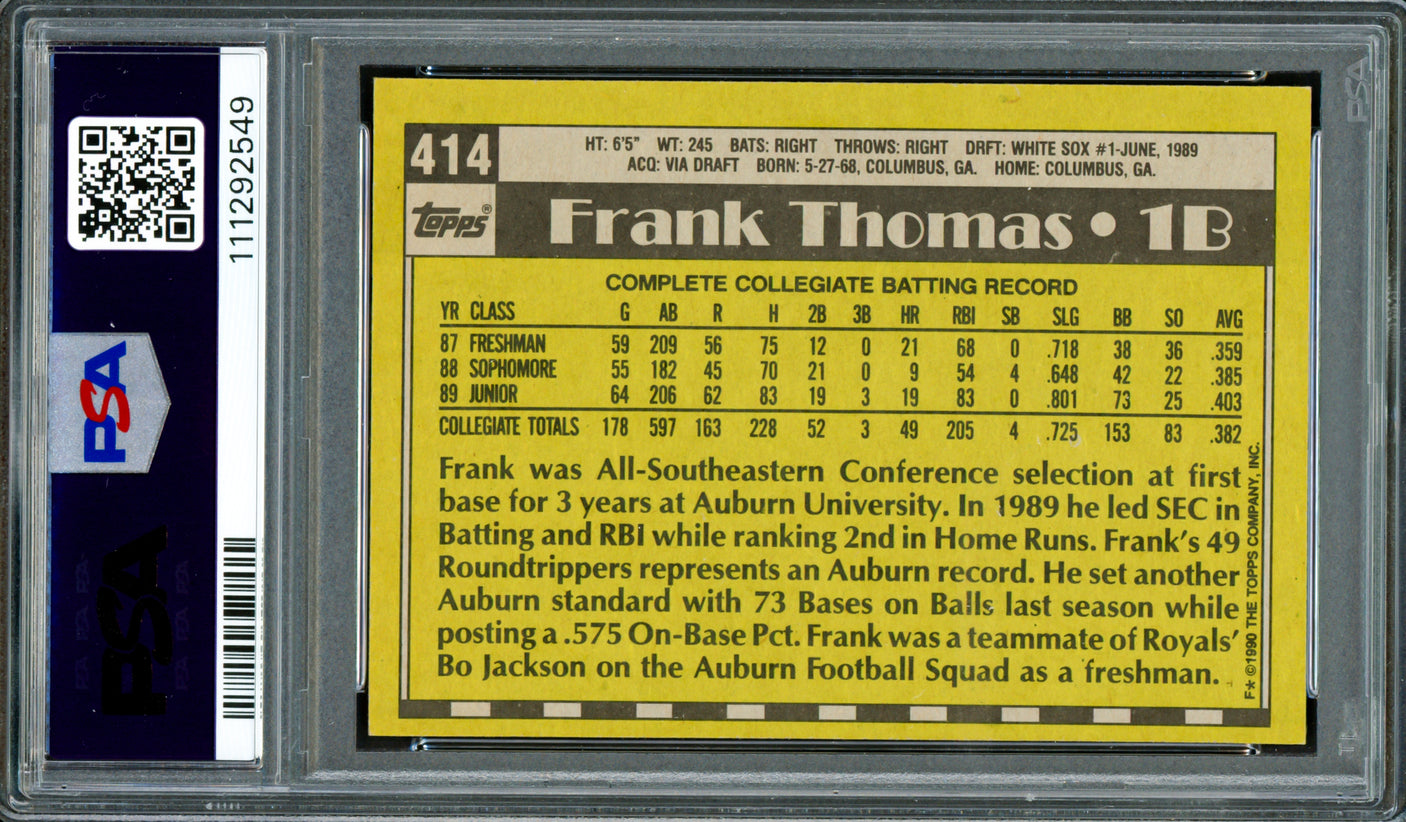 111292549
PSA
PSA
414
HT: 6'5" WT: 245 BATS: RIGHT THROWS: RIGHT DRFT: WHITE SOX #1-JUNE, 1989
ACQ: VIA DRAFT BORN: 5-27-68, COLUMBUS, GA. HOME: COLUMBUS, GA.
topps®
Frank Thomas • 1B
COMPLETE COLLEGIATE BATTING RECORD
YR CLASS G AB R H 2B 3B HR RBI SB SLG BB SO AVG
87 FRESHMAN 59 209 56 75 12 0 21 68 0 .718 38 36 .359
88 SOPHOMORE 55 182 45 70 21 0 9 54 4 .648 42 22 .385
89 JUNIOR 64 206 62 83 19 3 19 83 0 .801 73 25 .403
COLLEGIATE TOTALS 178 597 163 228 52 3 49 205 4 .725 153 83 .382
Frank was All-Southeastern Conference selection at first
base for 3 years at Auburn University. In 1989 he led SEC in
Batting and RBI while ranking 2nd in Home Runs. Frank's 49
Roundtrippers represents an Auburn record. He set another
Auburn standard with 73 Bases on Balls last season while
posting a .575 On-Base Pct. Frank was a teammate of Royals'
Bo Jackson on the Auburn Football Squad as a freshman.
F* ©1990 THE TOPPS COMPANY, INC.
PSA